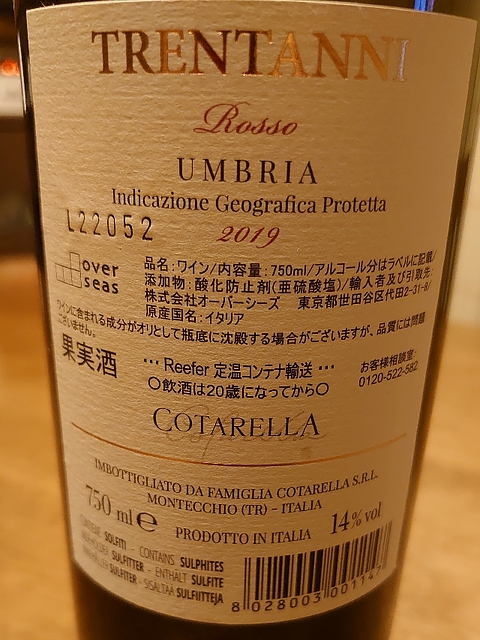 TRENTANNI
Rosso
UMBRIA
Indicazione Geografica Protetta
L22052
2019
over
seas
品名:ワイン/内容量:750ml/アルコール分はラベルに記載/
添加物:酸化防止剤(亜硫酸塩)/輸入者及び引取先:
株式会社オーバーシーズ 東京都世田谷区代田2-31-8/
原産国名:イタリア
ワインに含まれる成分がオリとして瓶底に沈殿する場合がございますが、品質には問題
ございません。
果実酒
••• Reefer 定温コンテナ輸送 •••
○飲酒は20歳になってから○
お客様相談室:
0120-522-582
COTARELLA
IMBOTTIGLIATO DA FAMIGLIA COTARELLA S.R.L.
MONTECCHIO (TR) - ITALIA
750 ml e
PRODOTTO IN ITALIA
14% vol
SOLFITI - CONTAINS SULPHITES
SULFITTER - ENTHÄLT SULFITE
SULFITER - SISÄLTÄÄ SULFIITTEJA
8 028003 001147